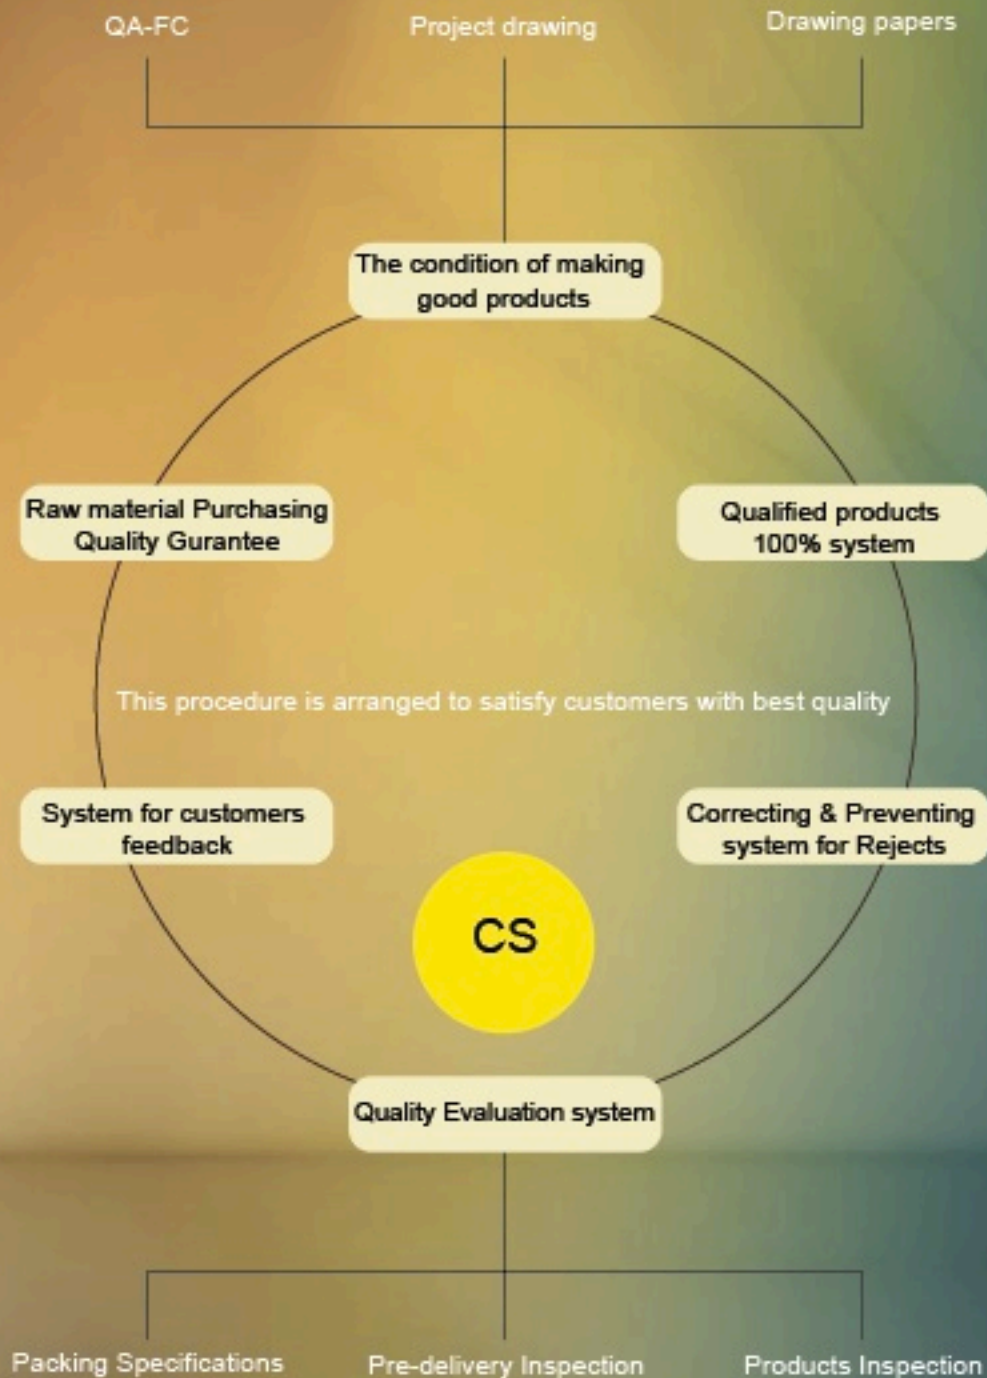 QA-FC
Project drawing
Drawing papers
The condition of making
good products
Raw material Purchasing
Quality Gurantee
Qualified products
100% system
This procedure is arranged to satisfy customers with best quality
System for customers
feedback
Correcting & Preventing
system for Rejects
CS
Quality Evaluation system
Packing Specifications
Pre-delivery Inspection
Products Inspection